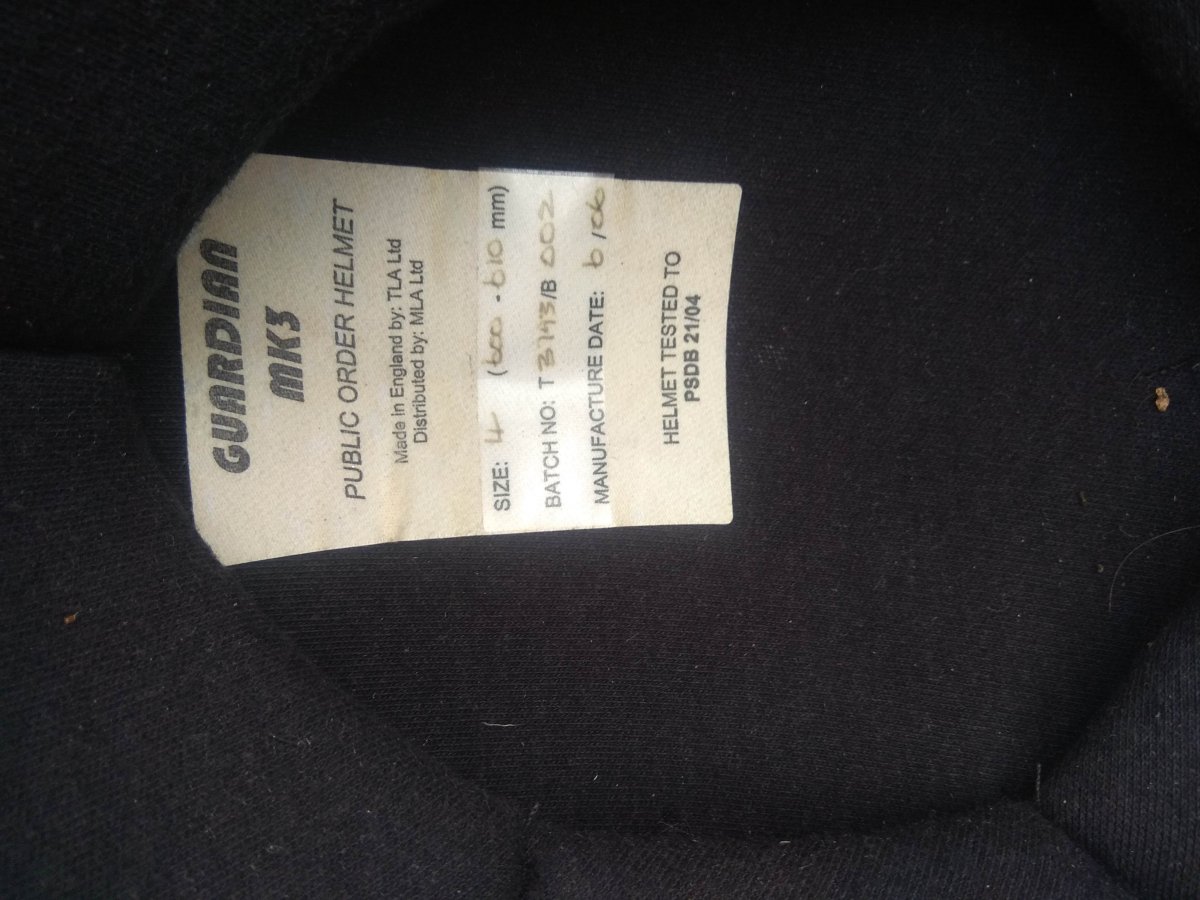 GUARDIAN
MK3
PUBLIC ORDER HELMET
Made in England by: TLA Ltd
Distributed by: MLA Ltd
SIZE: 4 (600 - 610 mm)
BATCH NO: T 3793/B 002
MANUFACTURE DATE: 6 / 06
HELMET TESTED TO
PSDB 21/04